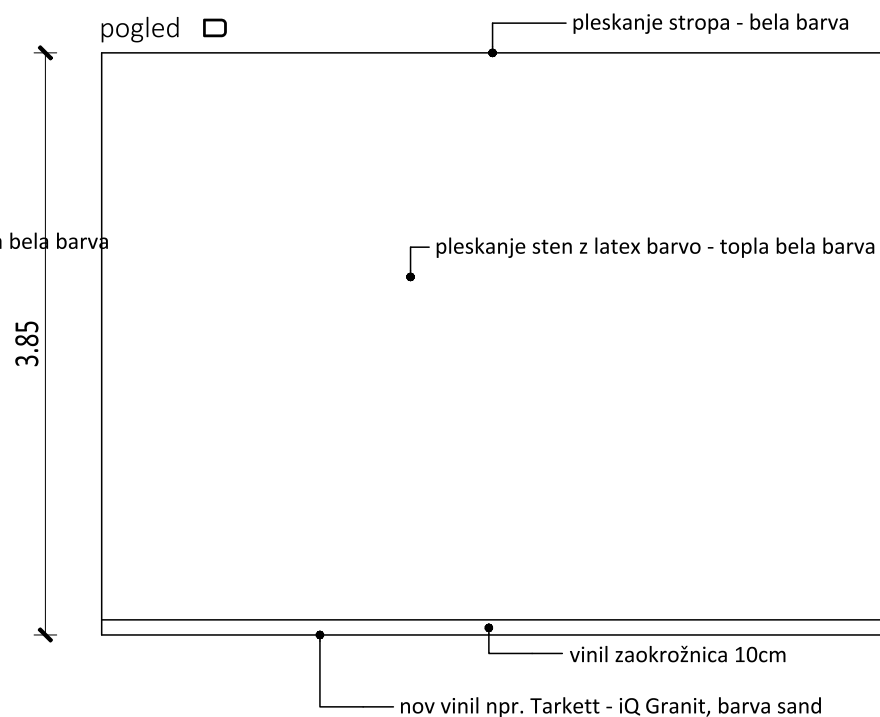 pogled D
pleskanje stropa - bela barva
bela barva
pleskanje sten z latex barvo - topla bela barva
3.85
vinil zaokrožnica 10cm
nov vinil npr. Tarkett - iQ Granit, barva sand